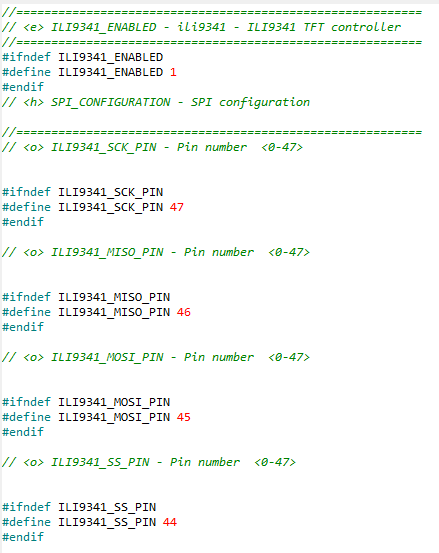 //==========================================================
// <e> ILI9341_ENABLED - ili9341 - ILI9341 TFT controller
//==========================================================
#ifndef ILI9341_ENABLED
#define ILI9341_ENABLED 1
#endif
// <h> SPI_CONFIGURATION - SPI configuration
//==========================================================
// <o> ILI9341_SCK_PIN - Pin number  <0-47>
#ifndef ILI9341_SCK_PIN
#define ILI9341_SCK_PIN 47
#endif
// <o> ILI9341_MISO_PIN - Pin number  <0-47>
#ifndef ILI9341_MISO_PIN
#define ILI9341_MISO_PIN 46
#endif
// <o> ILI9341_MOSI_PIN - Pin number  <0-47>
#ifndef ILI9341_MOSI_PIN
#define ILI9341_MOSI_PIN 45
#endif
// <o> ILI9341_SS_PIN - Pin number  <0-47>
#ifndef ILI9341_SS_PIN
#define ILI9341_SS_PIN 44
#endif